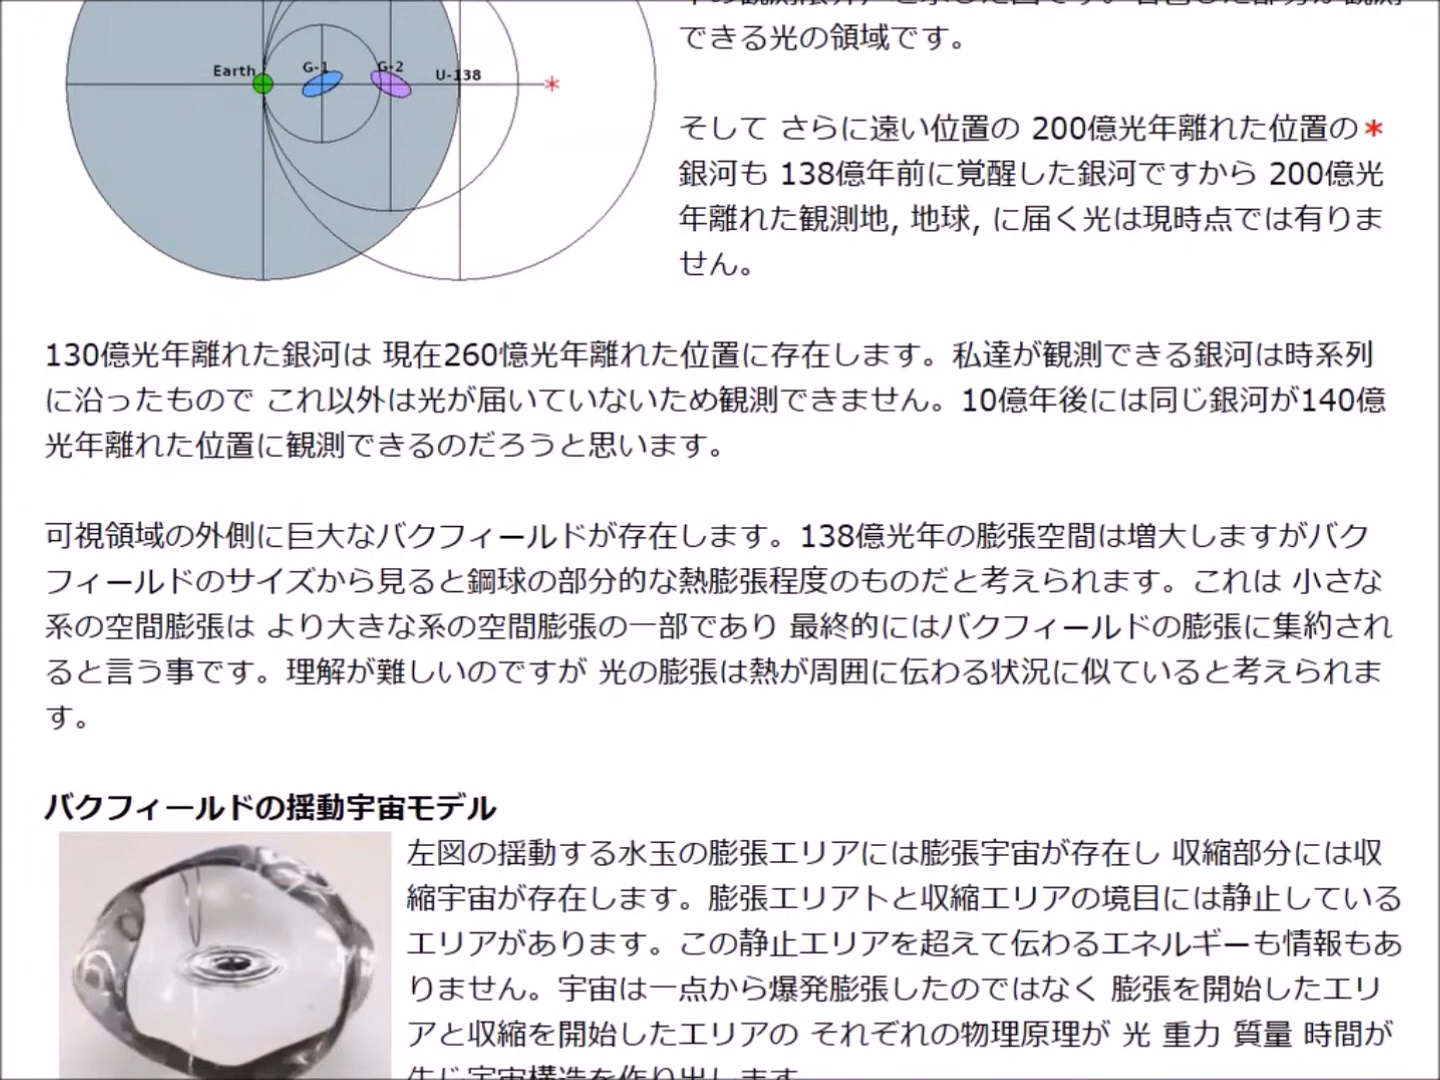 できる光の領域です。
Earth
G-1
G-2
U-138
*
そして さらに遠い位置の 200億光年離れた位置の*
銀河も 138億年前に覚醒した銀河ですから 200億光
年離れた観測地, 地球, に届く光は現時点では有りま
せん。
130億光年離れた銀河は 現在260憶光年離れた位置に存在します。私達が観測できる銀河は時系列
に沿ったもので これ以外は光が届いていないため観測できません。10億年後には同じ銀河が140億
光年離れた位置に観測できるのだろうと思います。
可視領域の外側に巨大なバクフィールドが存在します。138億光年の膨張空間は増大しますがバク
フィールドのサイズから見ると鋼球の部分的な熱膨張程度のものだと考えられます。これは 小さな
系の空間膨張は より大きな系の空間膨張の一部であり 最終的にはバクフィールドの膨張に集約され
ると言う事です。理解が難しいのですが 光の膨張は熱が周囲に伝わる状況に似ていると考えられま
す。
バクフィールドの揺動宇宙モデル
左図の揺動する水玉の膨張エリアには膨張宇宙が存在し 収縮部分には収
縮宇宙が存在します。膨張エリアトと収縮エリアの境目には静止している
エリアがあります。この静止エリアを超えて伝わるエネルギーも情報もあ
りません。宇宙は一点から爆発膨張したのではなく 膨張を開始したエリ
アと収縮を開始したエリアの それぞれの物理原理が 光 重力 質量 時間が
生じ宇宙構造を作り出します